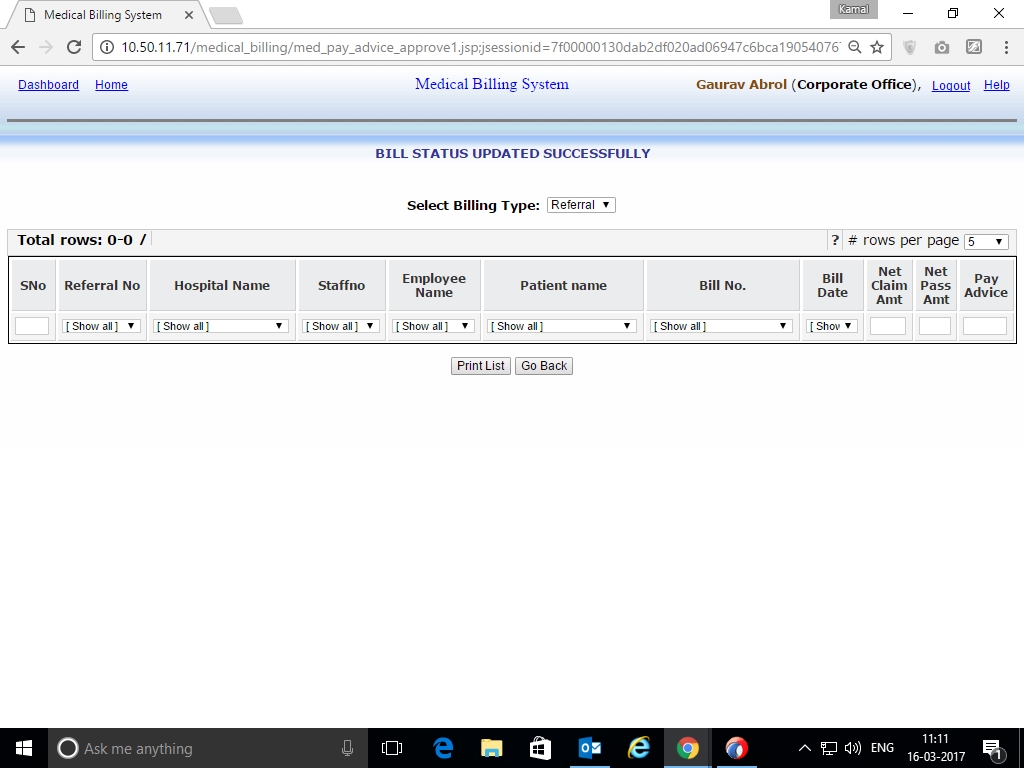 Medical Billing System
Kamal
10.50.11.71/medical_billing/med_pay_advice_approve1.jsp;jsessionid=7f00000130dab2df020ad06947c6bca19054076
Dashboard Home Medical Billing System Gaurav Abrol (Corporate Office), Logout Help
BILL STATUS UPDATED SUCCESSFULLY
Select Billing Type: Referral
Total rows: 0-0 / ? # rows per page 5
SNo Referral No Hospital Name Staffno Employee Name Patient name Bill No. Bill Date Net Claim Amt Net Pass Amt Pay Advice
[ Show all ] [ Show all ] [ Show all ] [ Show all ] [ Show all ] [ Show all ] [ Show
Print List Go Back
Ask me anything
ENG
11:11
16-03-2017
1